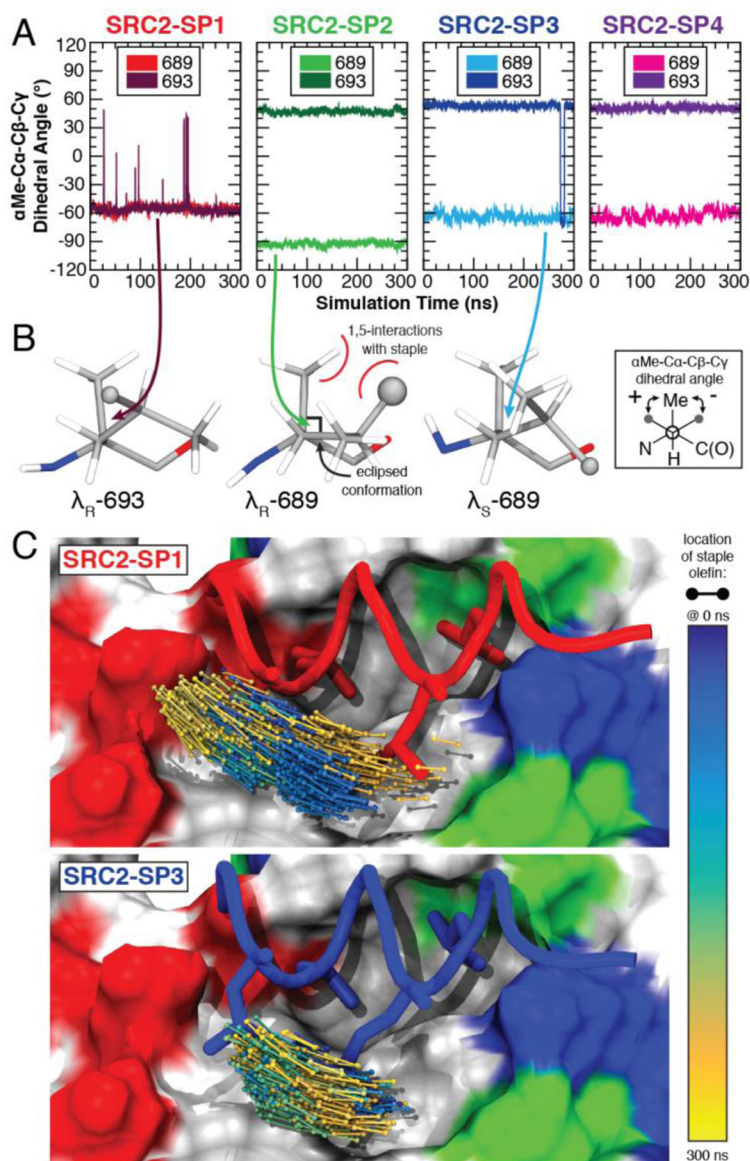 A
SRC2-SP1 SRC2-SP2 SRC2-SP3 SRC2-SP4
αMe-Cα-Cβ-Cγ
Dihedral Angle (°)
120
90
60
30
0
-30
-60
-90
-120
689
693
689
693
689
693
689
693
0 100 200 300 0 100 200 300 0 100 200 300 0 100 200 300
Simulation Time (ns)
B
1,5-interactions
with staple
eclipsed
conformation
λR-693
λR-689
λS-689
αMe-Cα-Cβ-Cγ
dihedral angle
+ Me -
N H C(O)
C
SRC2-SP1
SRC2-SP3
location
of staple
olefin:
@ 0 ns
300 ns